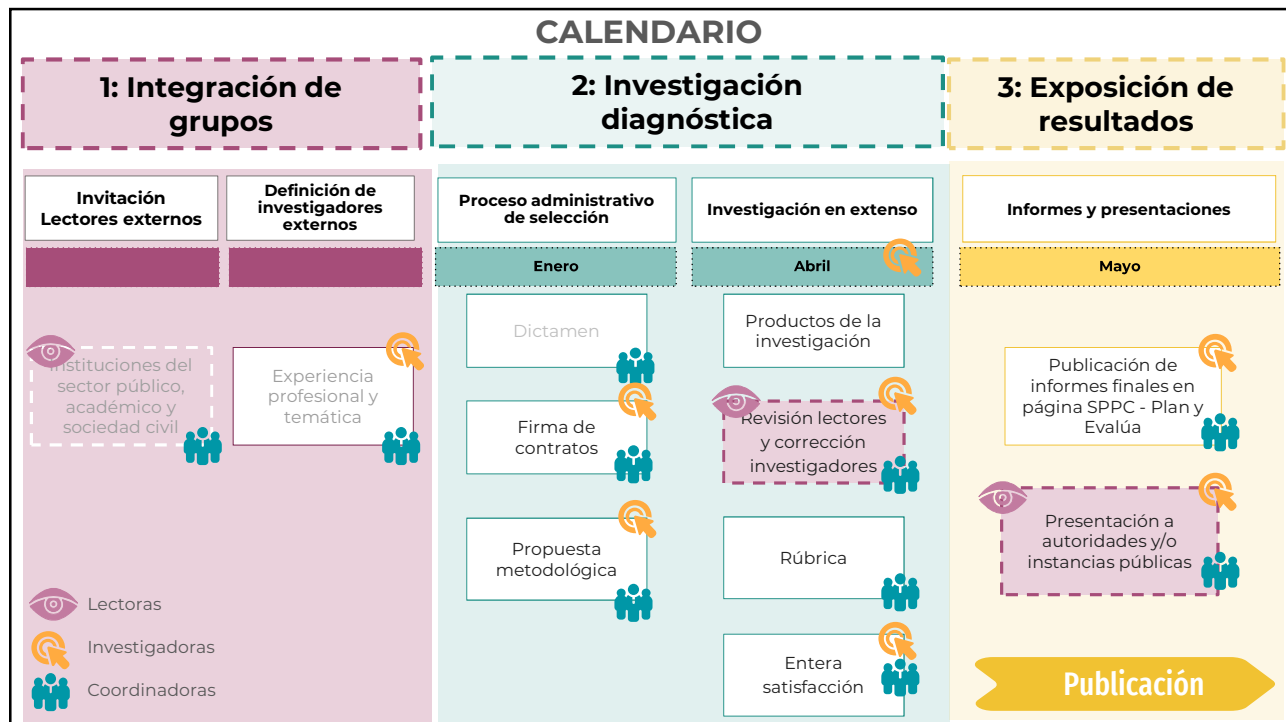 CALENDARIO
1: Integración de
grupos
2: Investigación
diagnóstica
3: Exposición de
resultados
Invitación
Lectores externos
Definición de
investigadores
externos
Proceso administrativo
de selección
Investigación en extenso
Informes y presentaciones
Enero
Abril
Mayo
Instituciones del
sector público,
académico y
sociedad civil
Experiencia
profesional y
temática
Dictamen
Firma de
contratos
Propuesta
metodológica
Productos de la
investigación
Revisión lectores
y corrección
investigadores
Rúbrica
Entera
satisfacción
Publicación de
informes finales en
página SPPC - Plan y
Evalúa
Presentación a
autoridades y/o
instancias públicas
Lectoras
Investigadoras
Coordinadoras
Publicación